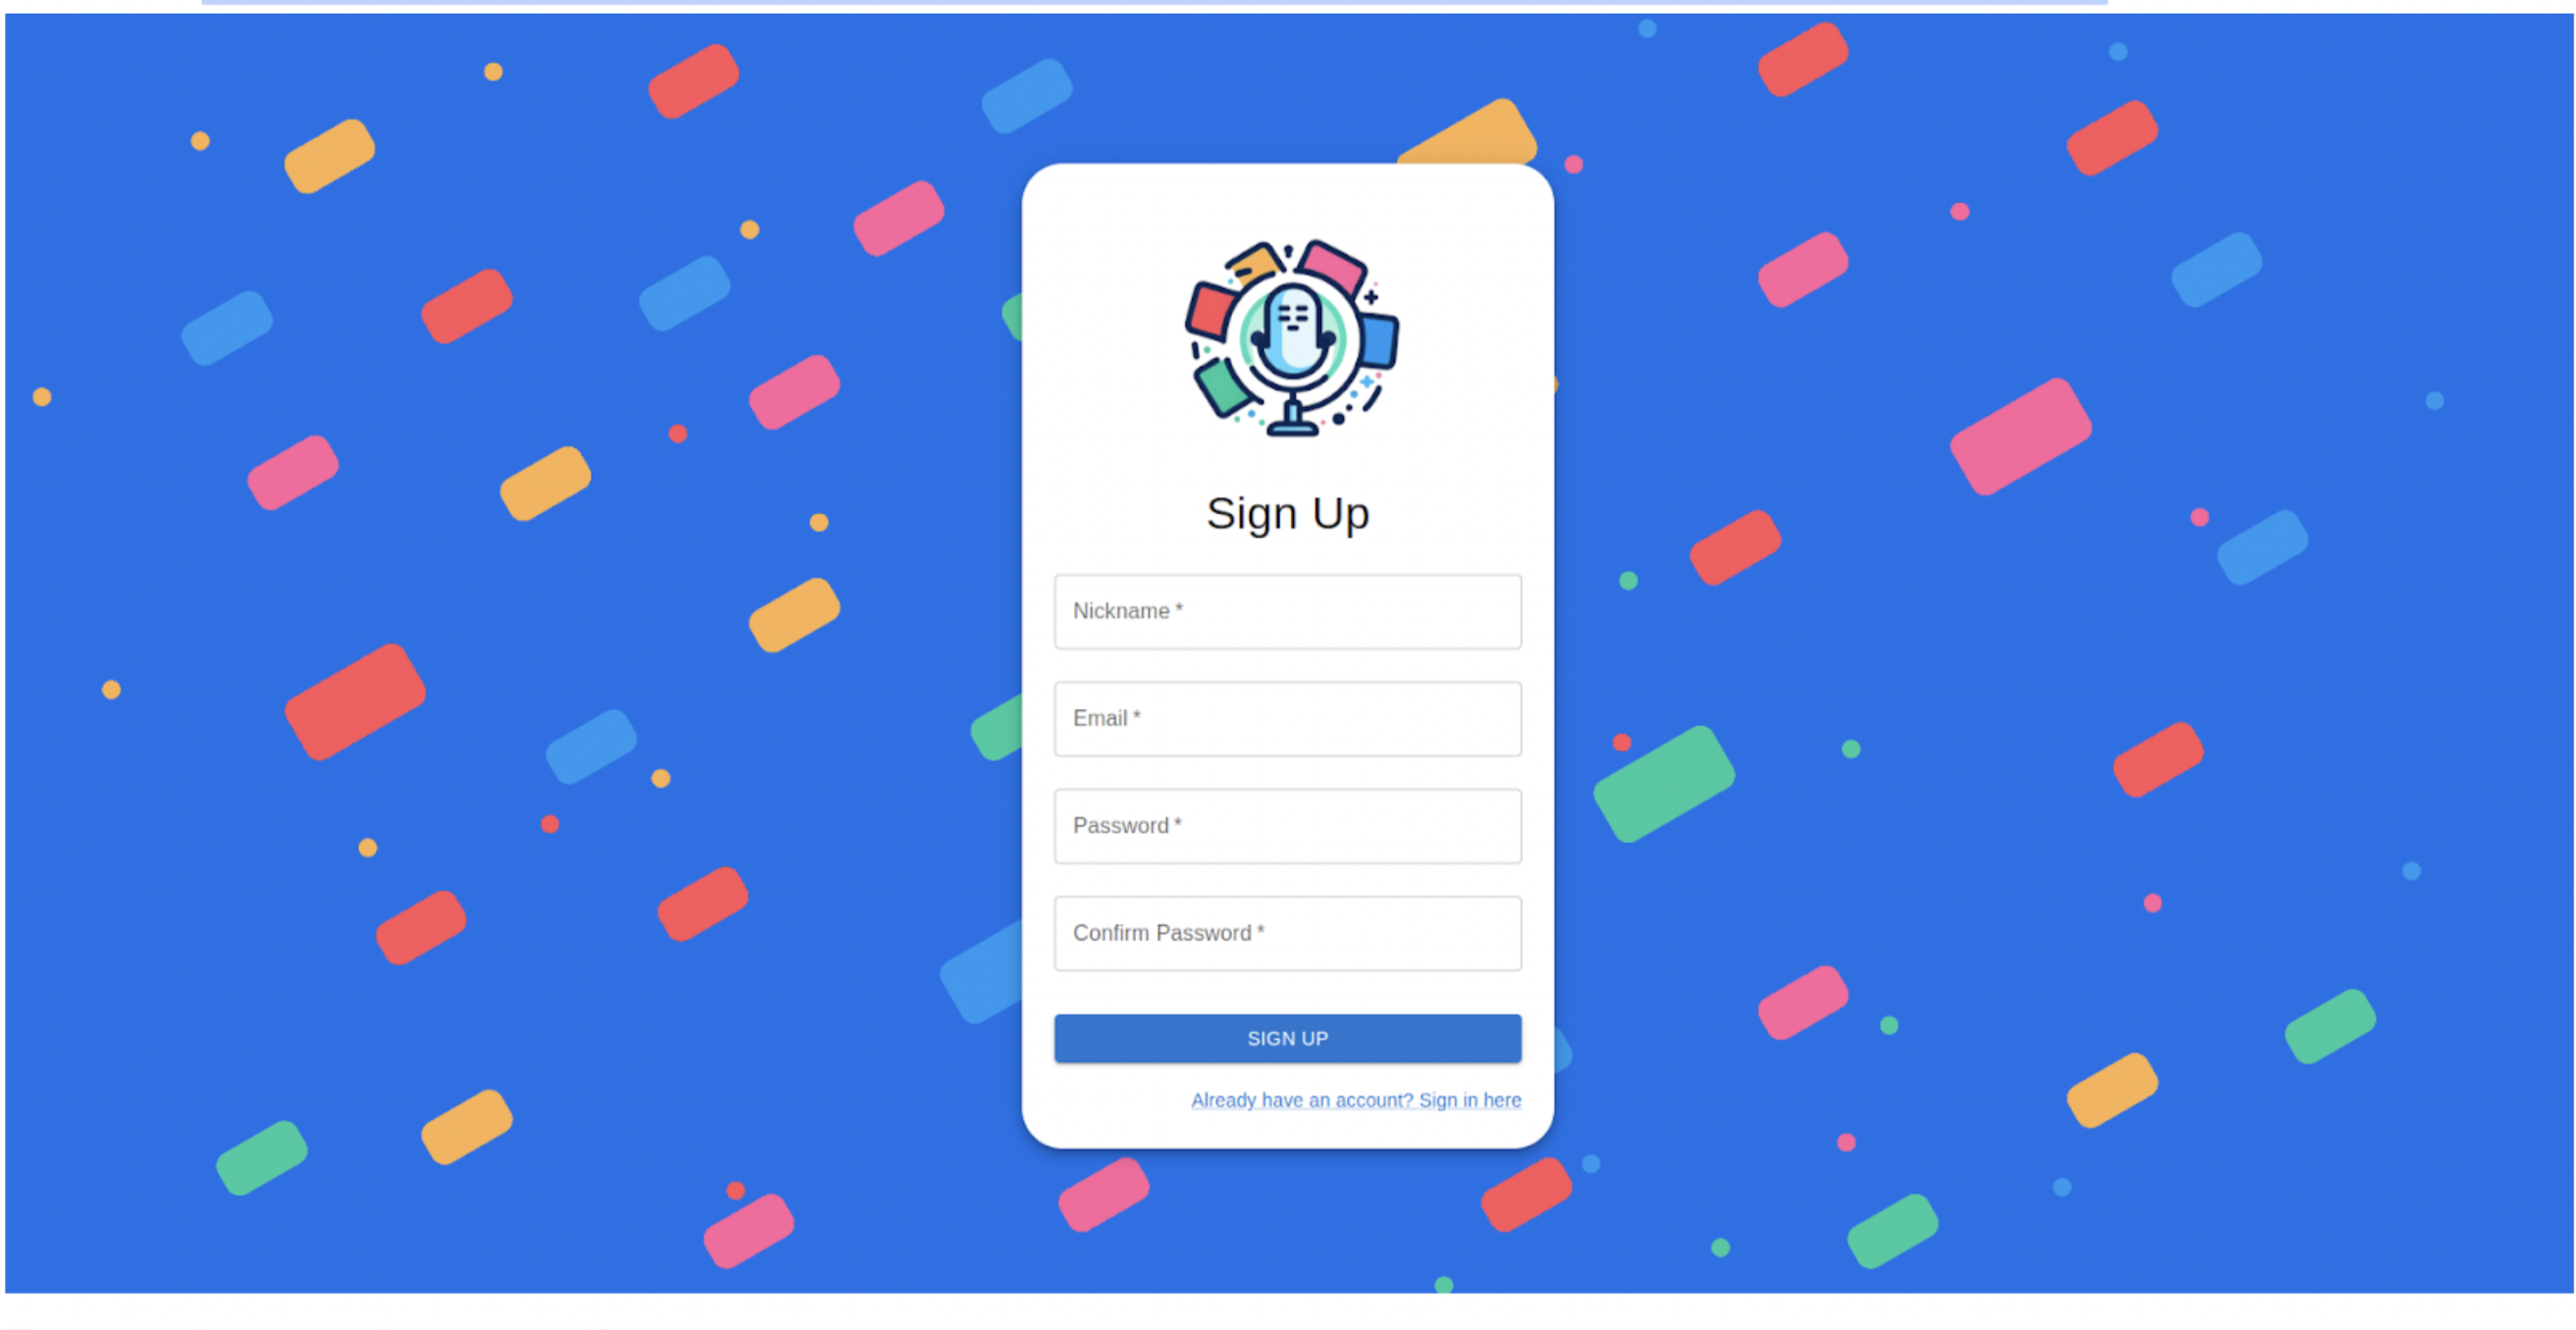 Sign Up
Nickname *
Email *
Password *
Confirm Password *
SIGN UP
Already have an account? Sign in here